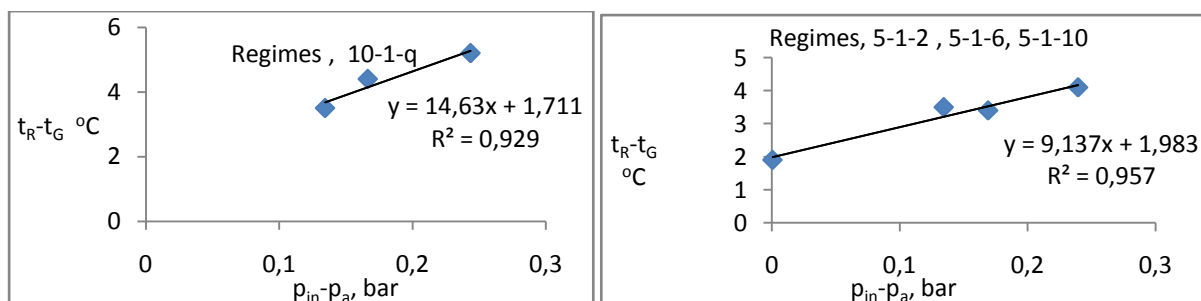 6
4
2
0
t_R-t_G °C
Regimes , 10-1-q
y = 14,63x + 1,711
R² = 0,929
0
0,1
0,2
0,3
p_in-p_a, bar
Regimes, 5-1-2 , 5-1-6, 5-1-10
5
4
3
2
1
0
t_R-t_G
°C
y = 9,137x + 1,983
R² = 0,957
0
0,1
0,2
0,3
p_in-p_a, bar